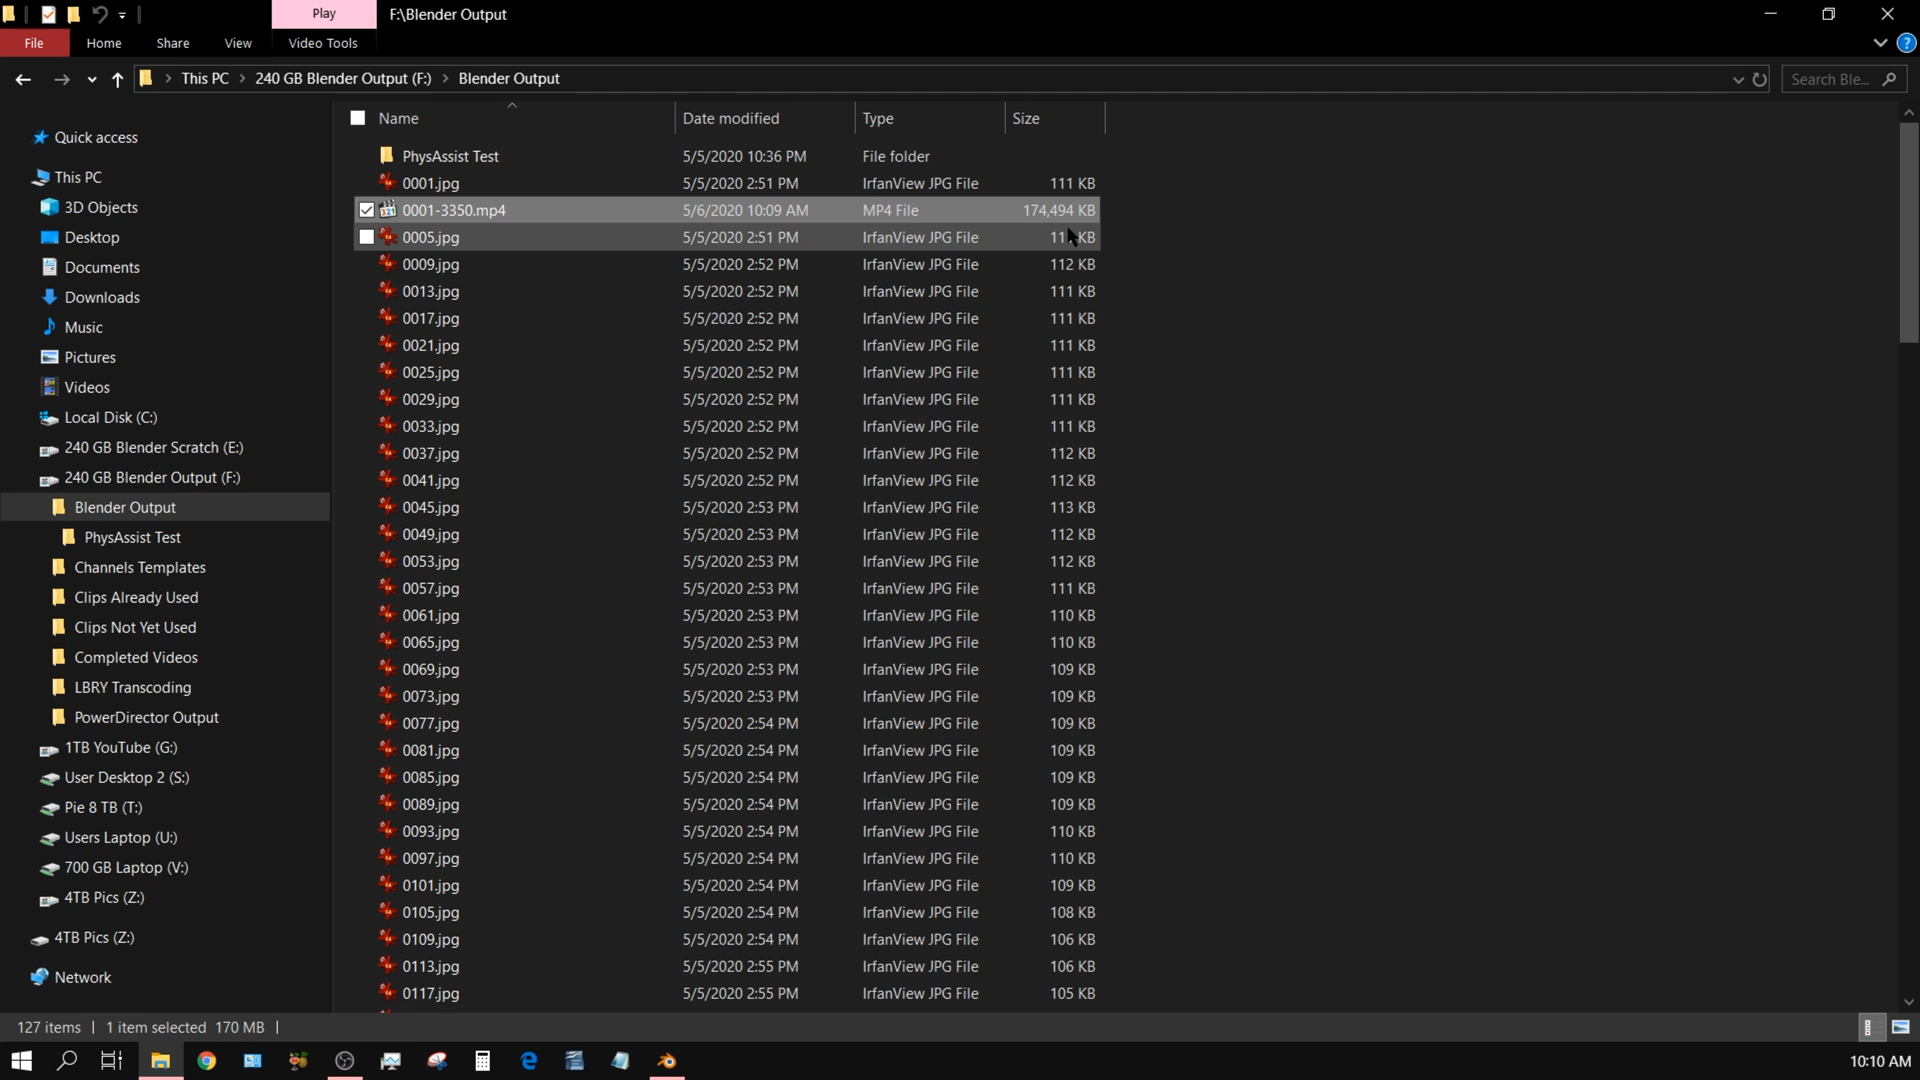 Play F:\Blender Output
File Home Share View Video Tools
This PC > 240 GB Blender Output (F:) > Blender Output Search Ble...
Name Date modified Type Size
Quick access
This PC
3D Objects
Desktop
Documents
Downloads
Music
Pictures
Videos
Local Disk (C:)
240 GB Blender Scratch (E:)
240 GB Blender Output (F:)
Blender Output
PhysAssist Test
Channels Templates
Clips Already Used
Clips Not Yet Used
Completed Videos
LBRY Transcoding
PowerDirector Output
1TB YouTube (G:)
User Desktop 2 (S:)
Pie 8 TB (T:)
Users Laptop (U:)
700 GB Laptop (V:)
4TB Pics (Z:)
4TB Pics (Z:)
Network
PhysAssist Test 5/5/2020 10:36 PM File folder
0001.jpg 5/5/2020 2:51 PM IrfanView JPG File 111 KB
0001-3350.mp4 5/6/2020 10:09 AM MP4 File 174,494 KB
0005.jpg 5/5/2020 2:51 PM IrfanView JPG File KB
0009.jpg 5/5/2020 2:52 PM IrfanView JPG File 112 KB
0013.jpg 5/5/2020 2:52 PM IrfanView JPG File 111 KB
0017.jpg 5/5/2020 2:52 PM IrfanView JPG File 111 KB
0021.jpg 5/5/2020 2:52 PM IrfanView JPG File 111 KB
0025.jpg 5/5/2020 2:52 PM IrfanView JPG File 111 KB
0029.jpg 5/5/2020 2:52 PM IrfanView JPG File 111 KB
0033.jpg 5/5/2020 2:52 PM IrfanView JPG File 111 KB
0037.jpg 5/5/2020 2:52 PM IrfanView JPG File 112 KB
0041.jpg 5/5/2020 2:52 PM IrfanView JPG File 112 KB
0045.jpg 5/5/2020 2:53 PM IrfanView JPG File 113 KB
0049.jpg 5/5/2020 2:53 PM IrfanView JPG File 112 KB
0053.jpg 5/5/2020 2:53 PM IrfanView JPG File 112 KB
0057.jpg 5/5/2020 2:53 PM IrfanView JPG File 111 KB
0061.jpg 5/5/2020 2:53 PM IrfanView JPG File 110 KB
0065.jpg 5/5/2020 2:53 PM IrfanView JPG File 110 KB
0069.jpg 5/5/2020 2:53 PM IrfanView JPG File 109 KB
0073.jpg 5/5/2020 2:53 PM IrfanView JPG File 109 KB
0077.jpg 5/5/2020 2:54 PM IrfanView JPG File 109 KB
0081.jpg 5/5/2020 2:54 PM IrfanView JPG File 109 KB
0085.jpg 5/5/2020 2:54 PM IrfanView JPG File 109 KB
0089.jpg 5/5/2020 2:54 PM IrfanView JPG File 109 KB
0093.jpg 5/5/2020 2:54 PM IrfanView JPG File 110 KB
0097.jpg 5/5/2020 2:54 PM IrfanView JPG File 110 KB
0101.jpg 5/5/2020 2:54 PM IrfanView JPG File 109 KB
0105.jpg 5/5/2020 2:54 PM IrfanView JPG File 108 KB
0109.jpg 5/5/2020 2:54 PM IrfanView JPG File 106 KB
0113.jpg 5/5/2020 2:55 PM IrfanView JPG File 106 KB
0117.jpg 5/5/2020 2:55 PM IrfanView JPG File 105 KB
127 items 1 item selected 170 MB
10:10 AM